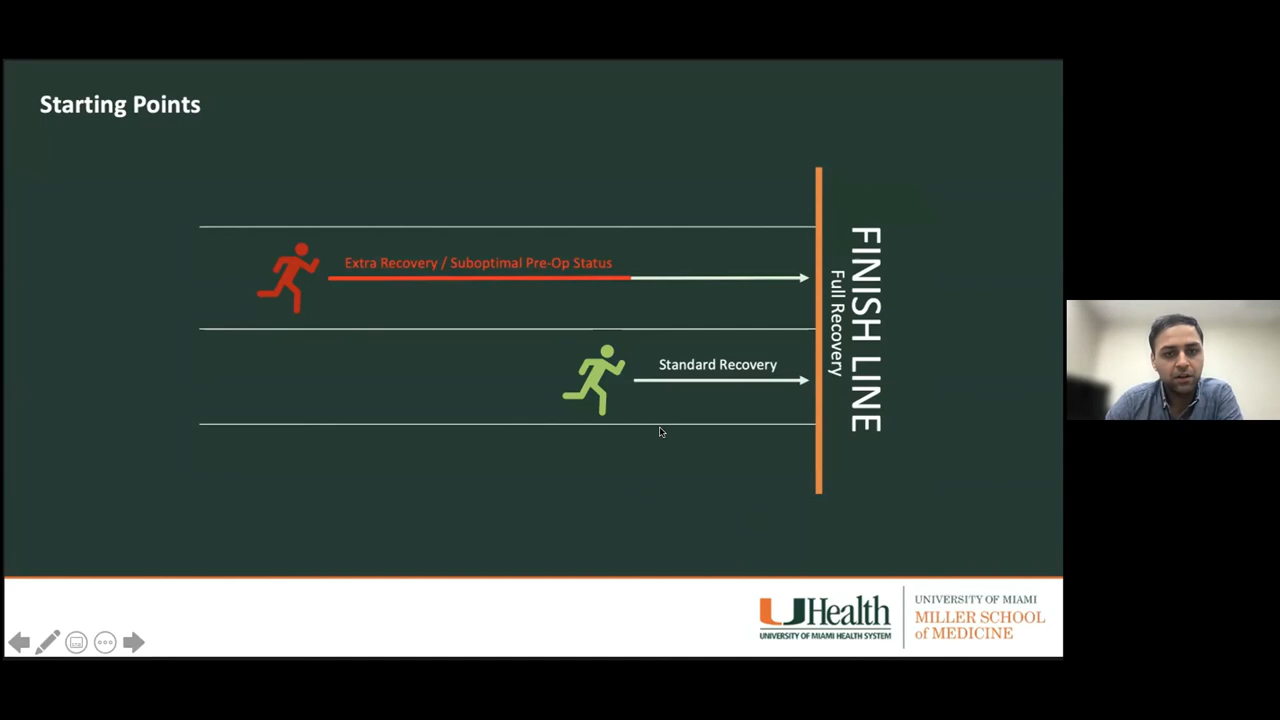 Starting Points
Extra Recovery / Suboptimal Pre-Op Status
Standard Recovery
Full Recovery
FINISH LINE
UHealth
UNIVERSITY OF MIAMI HEALTH SYSTEM
UNIVERSITY OF MIAMI
MILLER SCHOOL
of MEDICINE